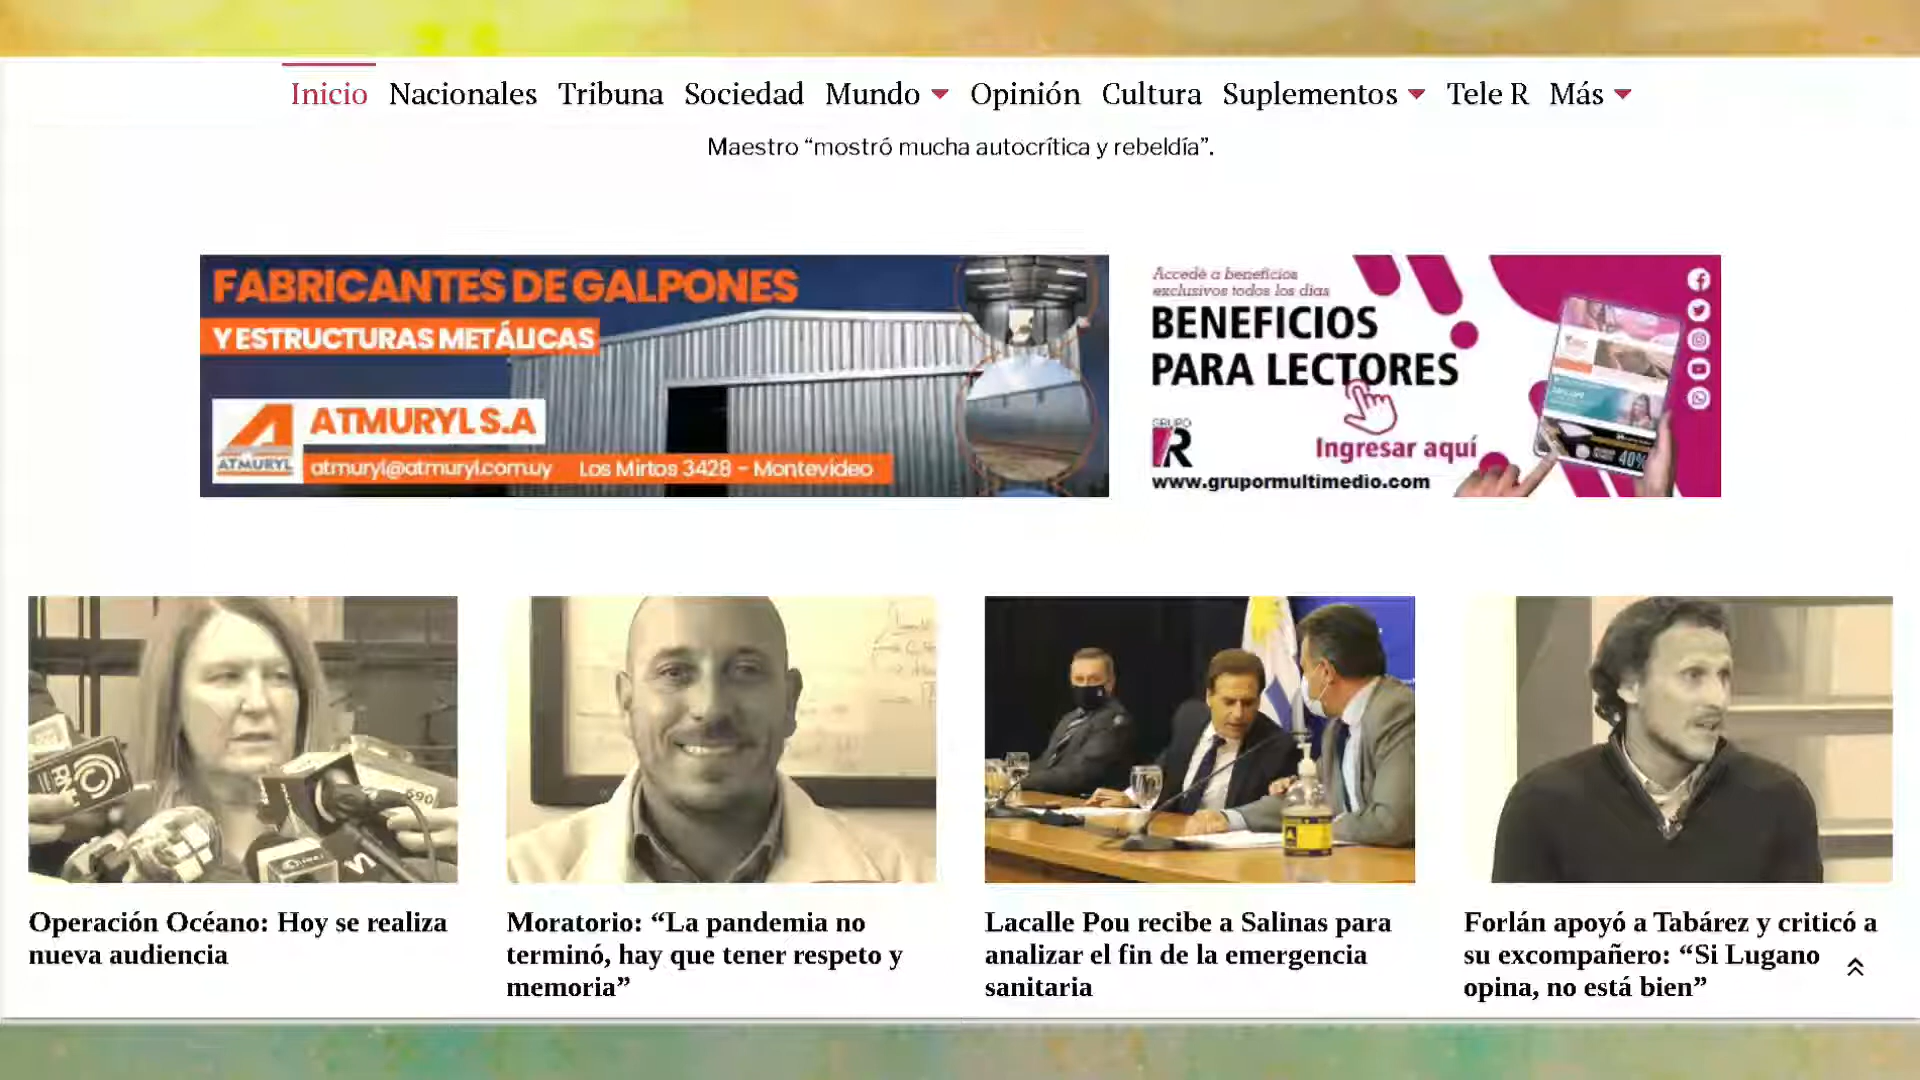 Inicio Nacionales Tribuna Sociedad Mundo Opinión Cultura Suplementos Tele R Más
Maestro “mostró mucha autocrítica y rebeldía”.
FABRICANTES DE GALPONES
Y ESTRUCTURAS METÁLICAS
ATMURYL S.A
ATMURYL
atmuryl@atmuryl.com.uy Los Mirtos 3428 - Montevideo
Accedé a beneficios
exclusivos todos los días
BENEFICIOS
PARA LECTORES
GRUPO
R
Ingresar aquí
www.grupormultimedio.com
40%
690
Operación Océano: Hoy se realiza
nueva audiencia
Moratorio: “La pandemia no
terminó, hay que tener respeto y
memoria”
Lacalle Pou recibe a Salinas para
analizar el fin de la emergencia
sanitaria
Forlán apoyó a Tabárez y criticó a
su excompañero: “Si Lugano
opina, no está bien”